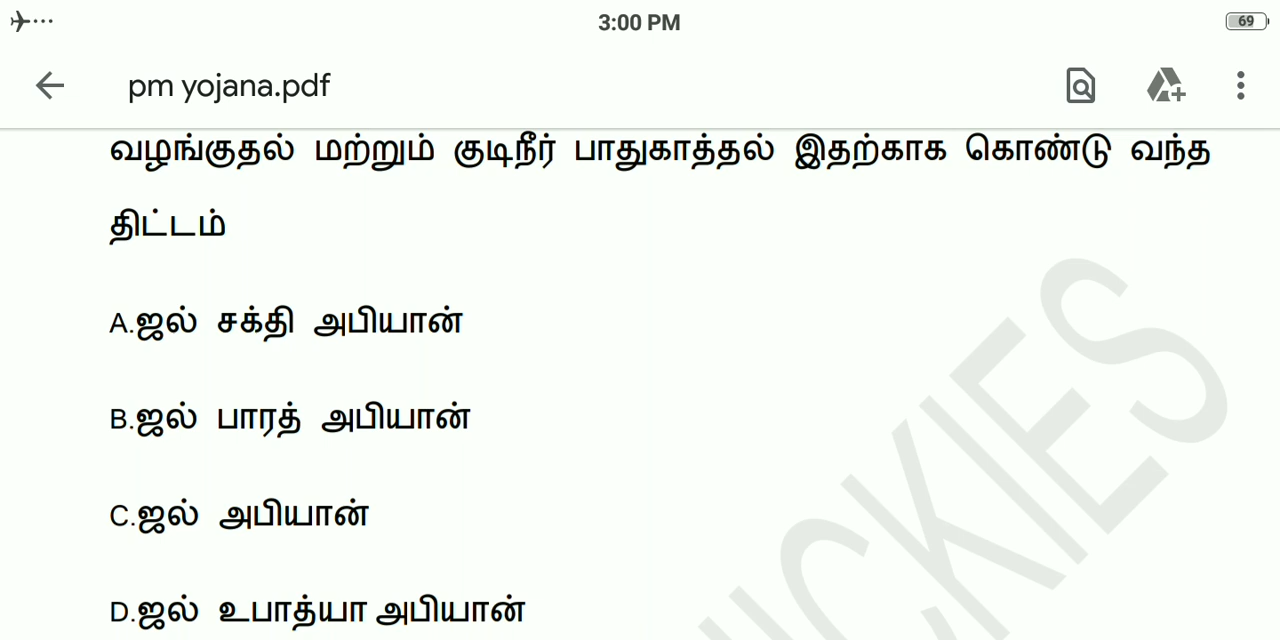 3:00 PM
69
pm yojana.pdf
வழங்குதல் மற்றும் குடிநீர் பாதுகாத்தல் இதற்காக கொண்டு வந்த
திட்டம்
A.ஜல் சக்தி அபியான்
B.ஜல் பாரத் அபியான்
C.ஜல் அபியான்
D.ஜல் உபாத்யா அபியான்